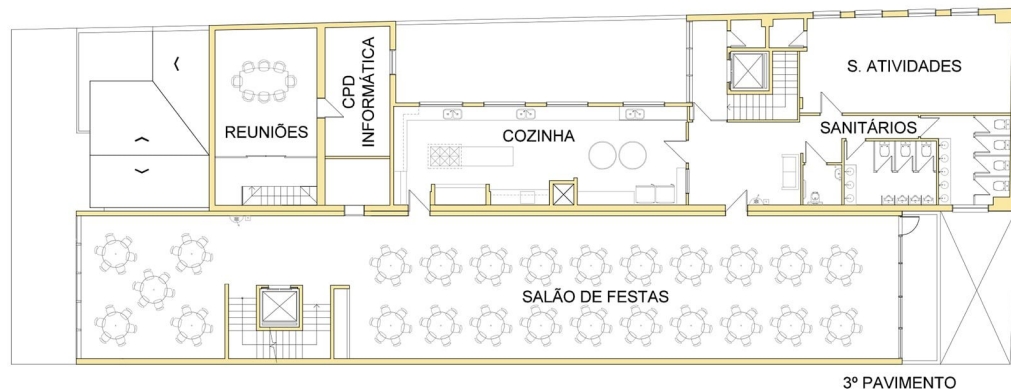 S. ATIVIDADES
CPD
INFORMÁTICA
REUNIÕES
COZINHA
SANITÁRIOS
SALÃO DE FESTAS
3º PAVIMENTO